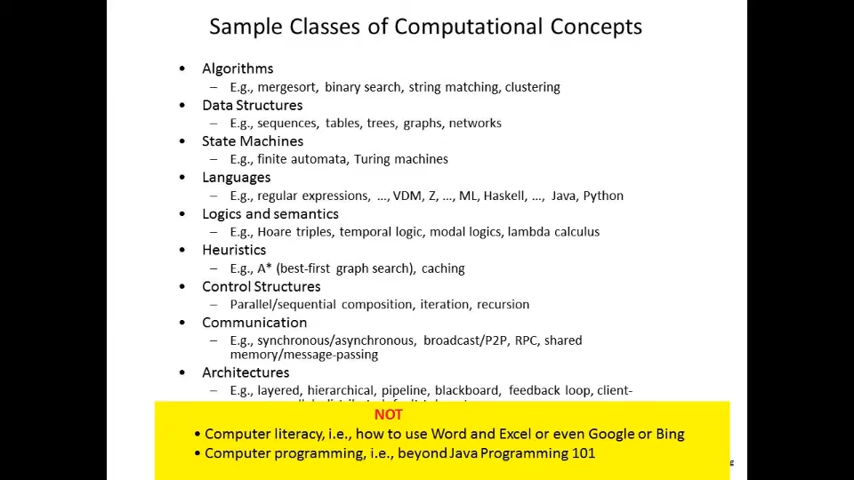 Sample Classes of Computational Concepts
• Algorithms
– E.g., mergesort, binary search, string matching, clustering
• Data Structures
– E.g., sequences, tables, trees, graphs, networks
• State Machines
– E.g., finite automata, Turing machines
• Languages
– E.g., regular expressions, …, VDM, Z, …, ML, Haskell, …, Java, Python
• Logics and semantics
– E.g., Hoare triples, temporal logic, modal logics, lambda calculus
• Heuristics
– E.g., A* (best-first graph search), caching
• Control Structures
– Parallel/sequential composition, iteration, recursion
• Communication
– E.g., synchronous/asynchronous, broadcast/P2P, RPC, shared
memory/message-passing
• Architectures
– E.g., layered, hierarchical, pipeline, blackboard, feedback loop, client-
NOT
• Computer literacy, i.e., how to use Word and Excel or even Google or Bing
• Computer programming, i.e., beyond Java Programming 101